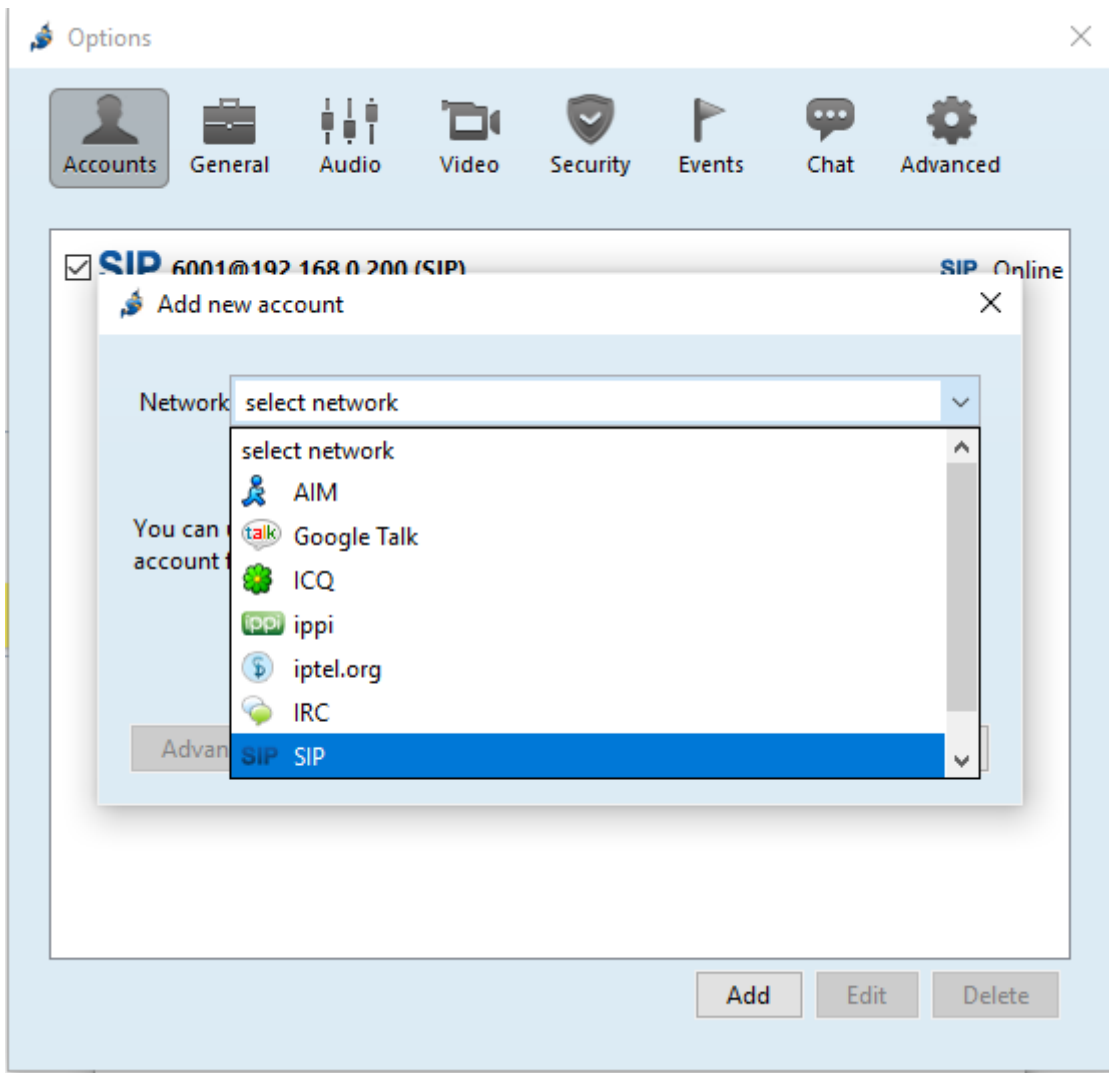 Options
Accounts General Audio Video Security Events Chat Advanced
SIP 6001@192.168.0.200 (SIP) SIP Online
Add new account
Network select network
select network
AIM
You can
talk Google Talk
account
ICQ
ippi ippi
iptel.org
IRC
Advan
SIP SIP
Add Edit Delete